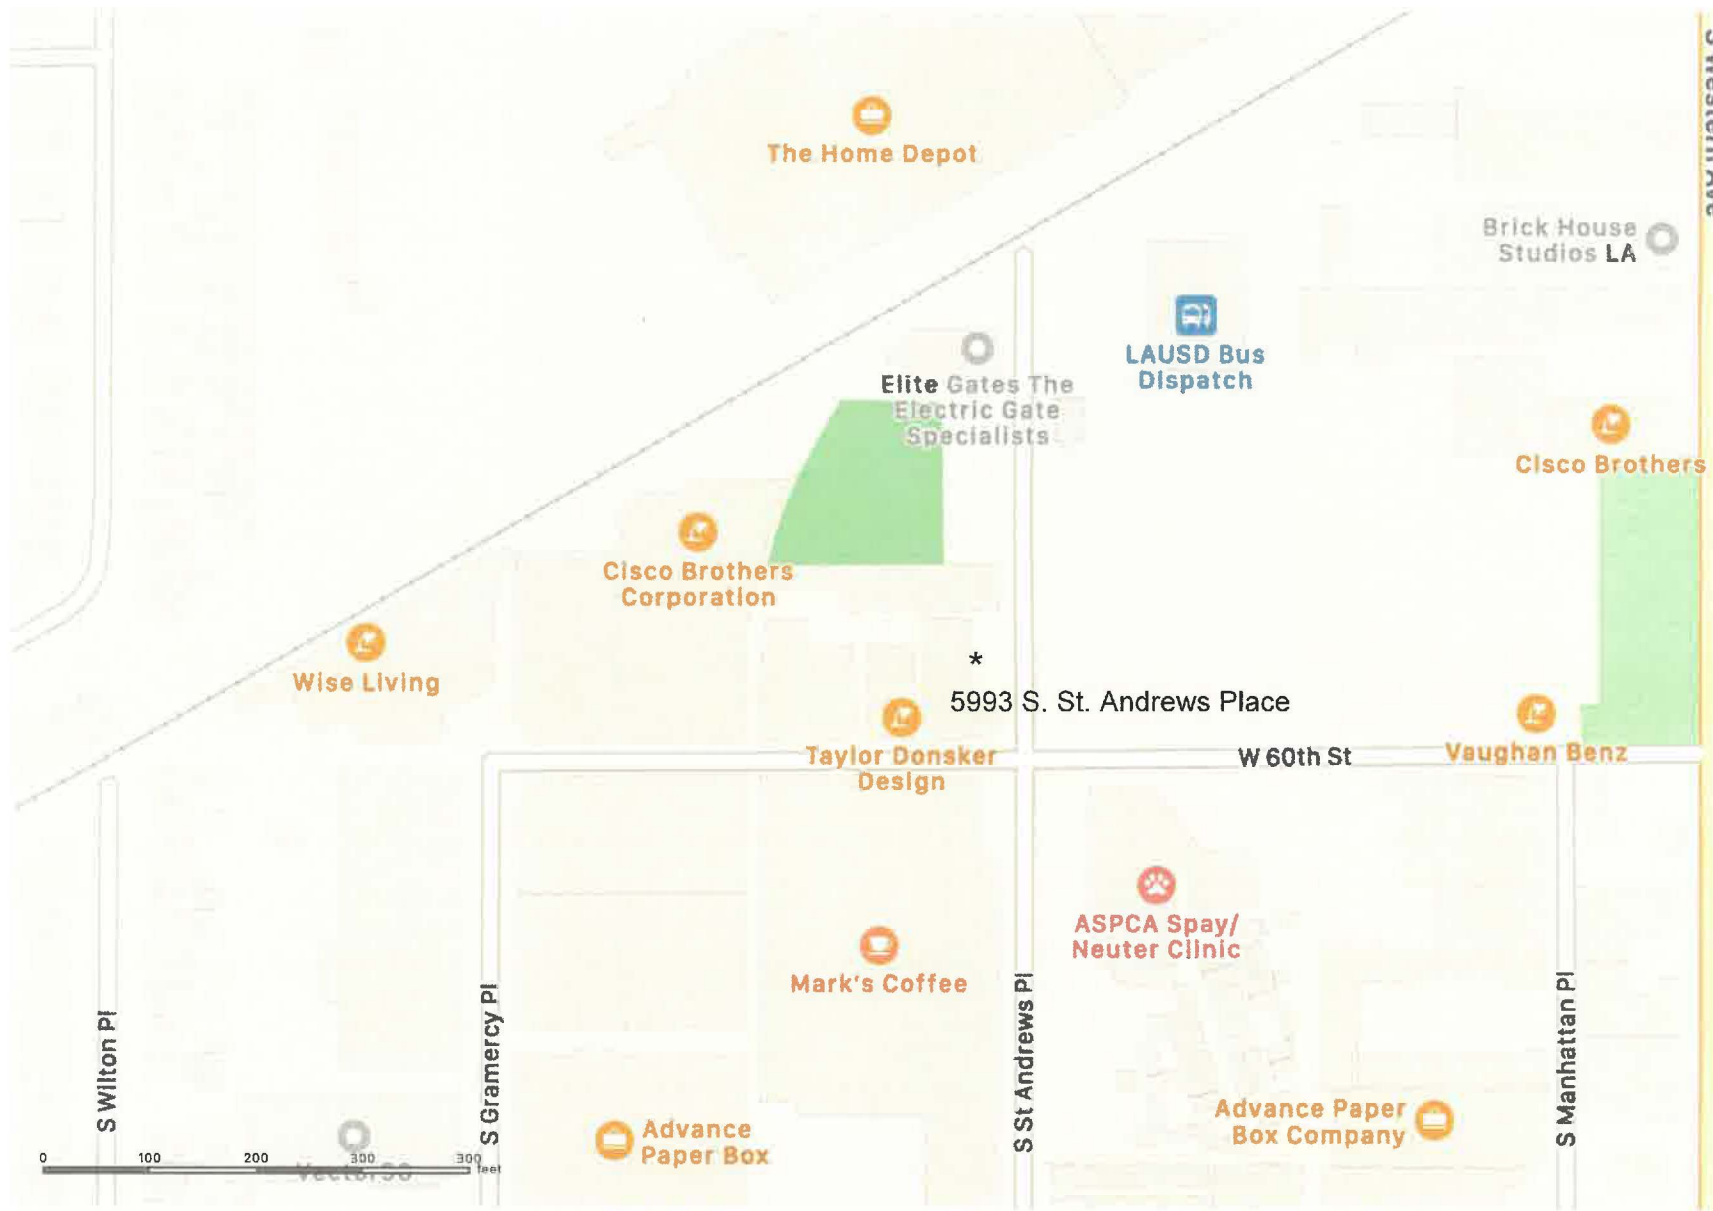 The Home Depot
S Western Ave
Brick House
Studios LA
LAUSD Bus
Dispatch
Elite Gates The
Electric Gate
Specialists
Cisco Brothers
Cisco Brothers
Corporation
Wise Living
*
5993 S. St. Andrews Place
Taylor Donsker
Design
W 60th St
Vaughan Benz
ASPCA Spay/
Neuter Clinic
Mark's Coffee
S Wilton Pl
S Gramercy Pl
S St Andrews Pl
S Manhattan Pl
Advance Paper
Box Company
Advance
Paper Box
0 100 200 300 300
feet
Vector90